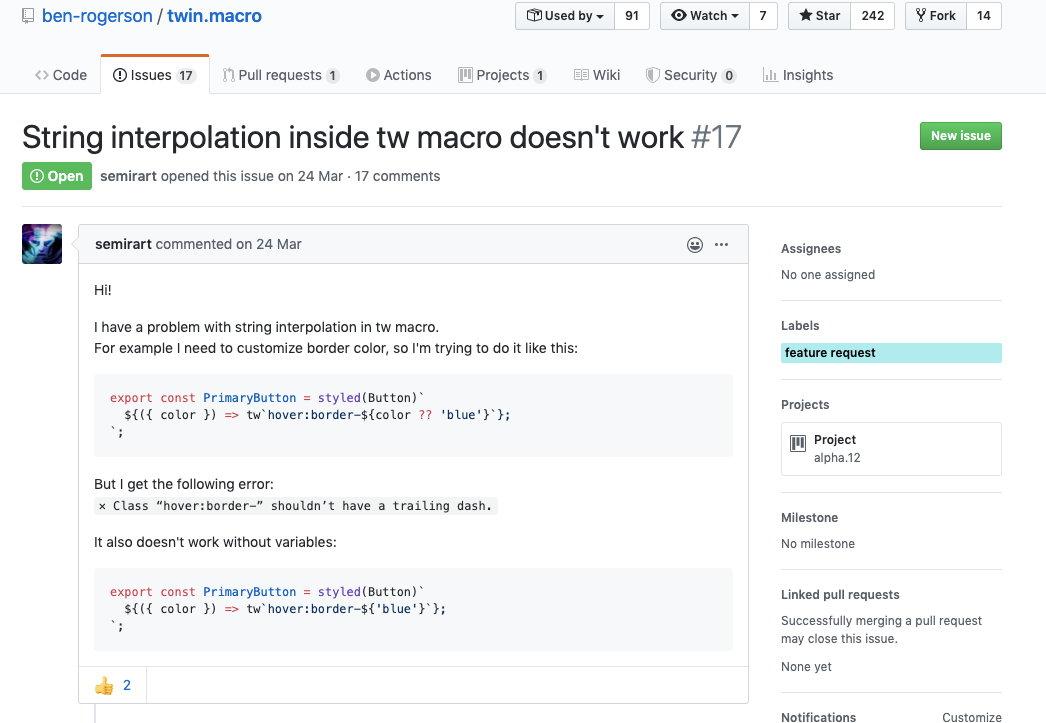 ben-rogerson / twin.macro
Used by 91
Watch 7
Star 242
Fork 14
Code
Issues 17
Pull requests 1
Actions
Projects 1
Wiki
Security 0
Insights
String interpolation inside tw macro doesn't work #17
New issue
Open
semirart opened this issue on 24 Mar · 17 comments
semirart commented on 24 Mar
Hi!
I have a problem with string interpolation in tw macro.
For example I need to customize border color, so I'm trying to do it like this:
export const PrimaryButton = styled(Button)`
${({ color }) => tw`hover:border-${color ?? 'blue'}`};
`;
But I get the following error:
× Class “hover:border-” shouldn’t have a trailing dash.
It also doesn't work without variables:
export const PrimaryButton = styled(Button)`
${({ color }) => tw`hover:border-${'blue'}`};
`;
👍 2
Assignees
No one assigned
Labels
feature request
Projects
Project
alpha.12
Milestone
No milestone
Linked pull requests
Successfully merging a pull request
may close this issue.
None yet
Notifications
Customize